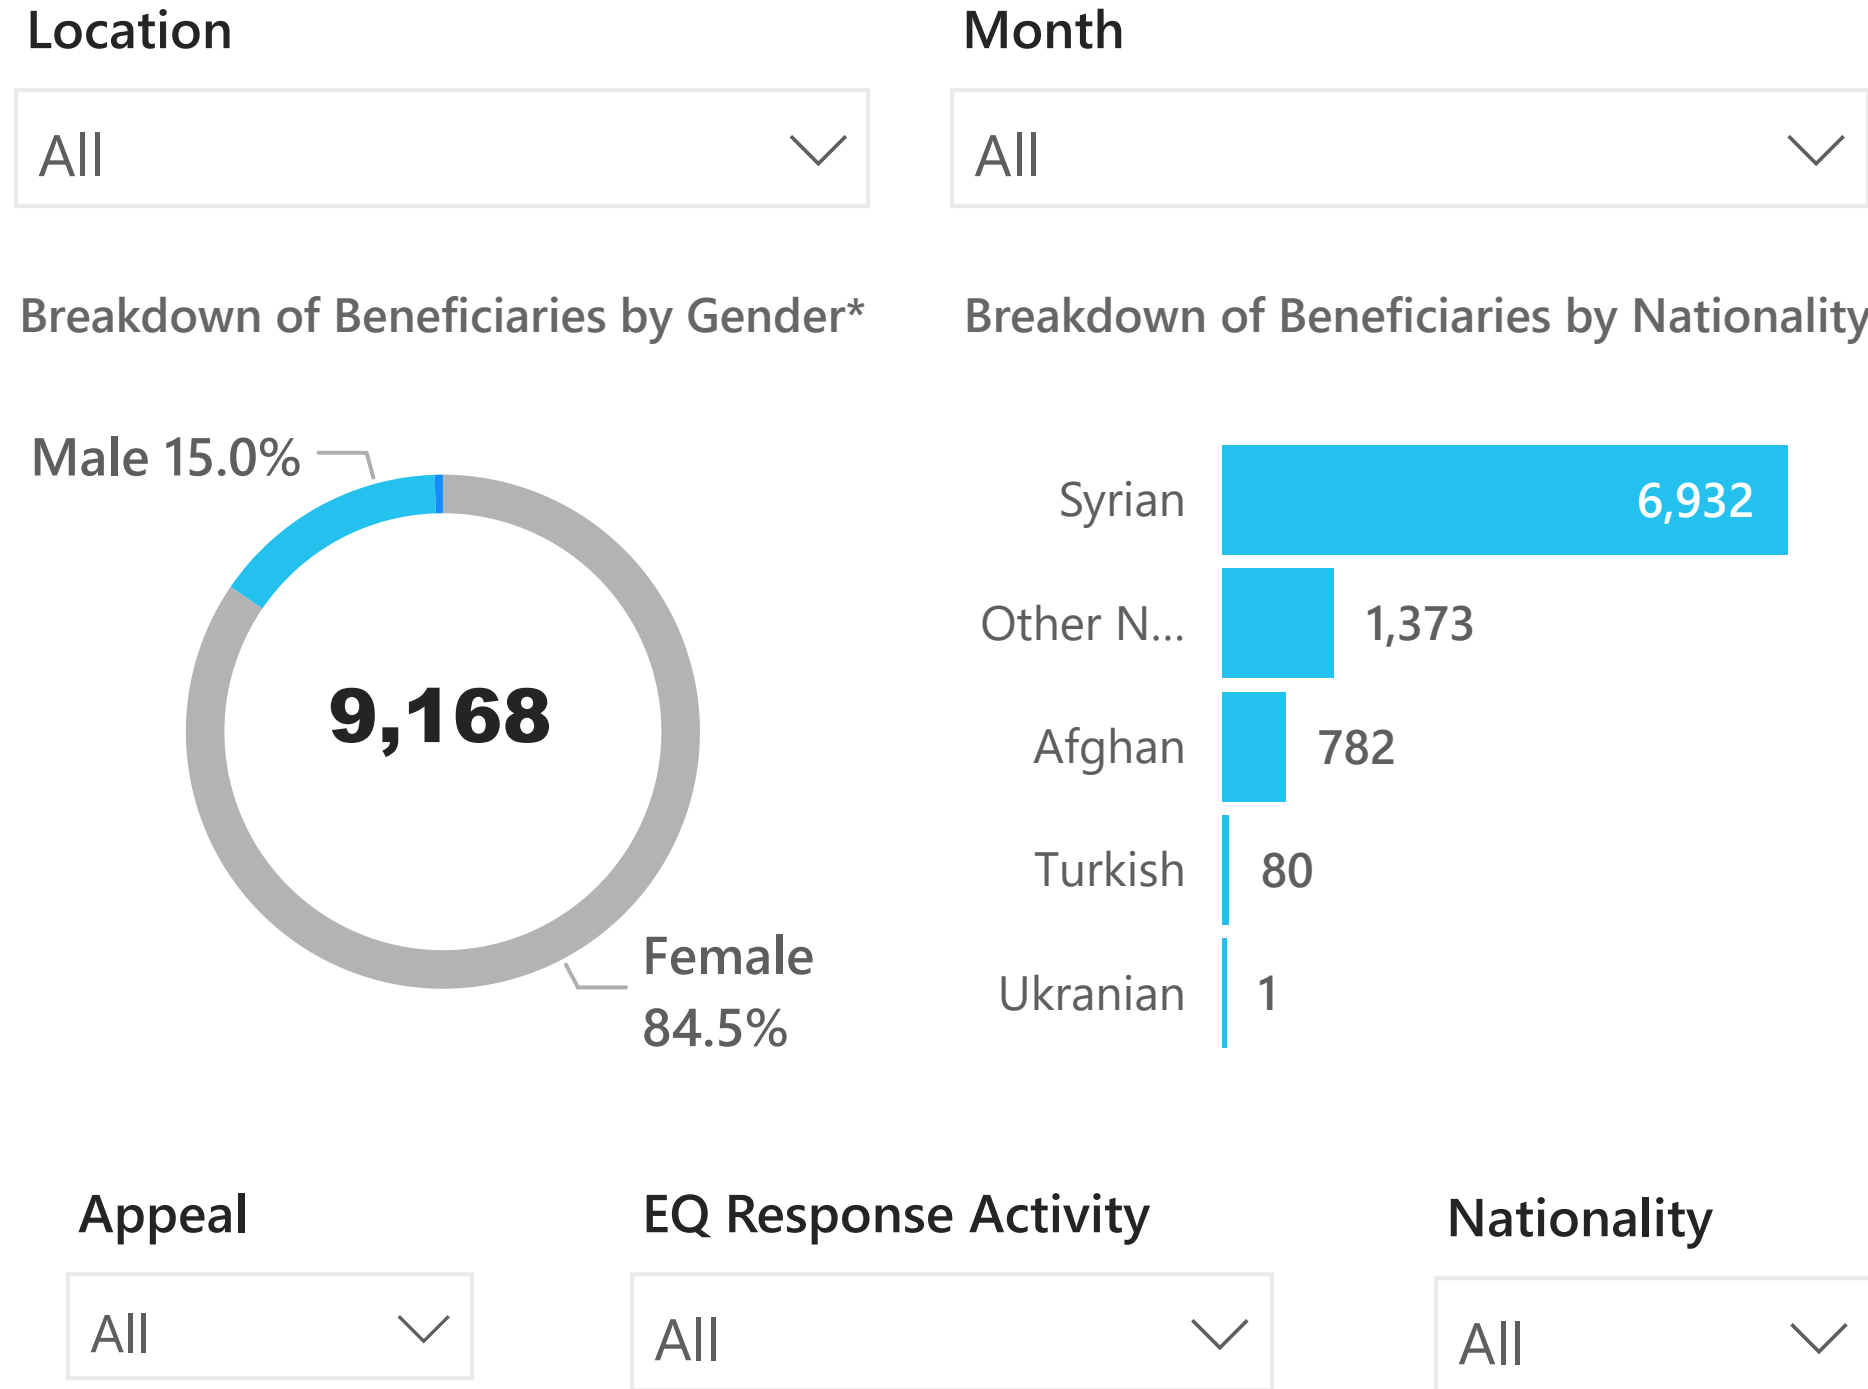 Location
Month
All
All
Breakdown of Beneficiaries by Gender*
Breakdown of Beneficiaries by Nationality
Male 15.0%
9,168
Female
84.5%
Syrian 6,932
Other N... 1,373
Afghan 782
Turkish 80
Ukranian 1
Appeal
EQ Response Activity
Nationality
All
All
All